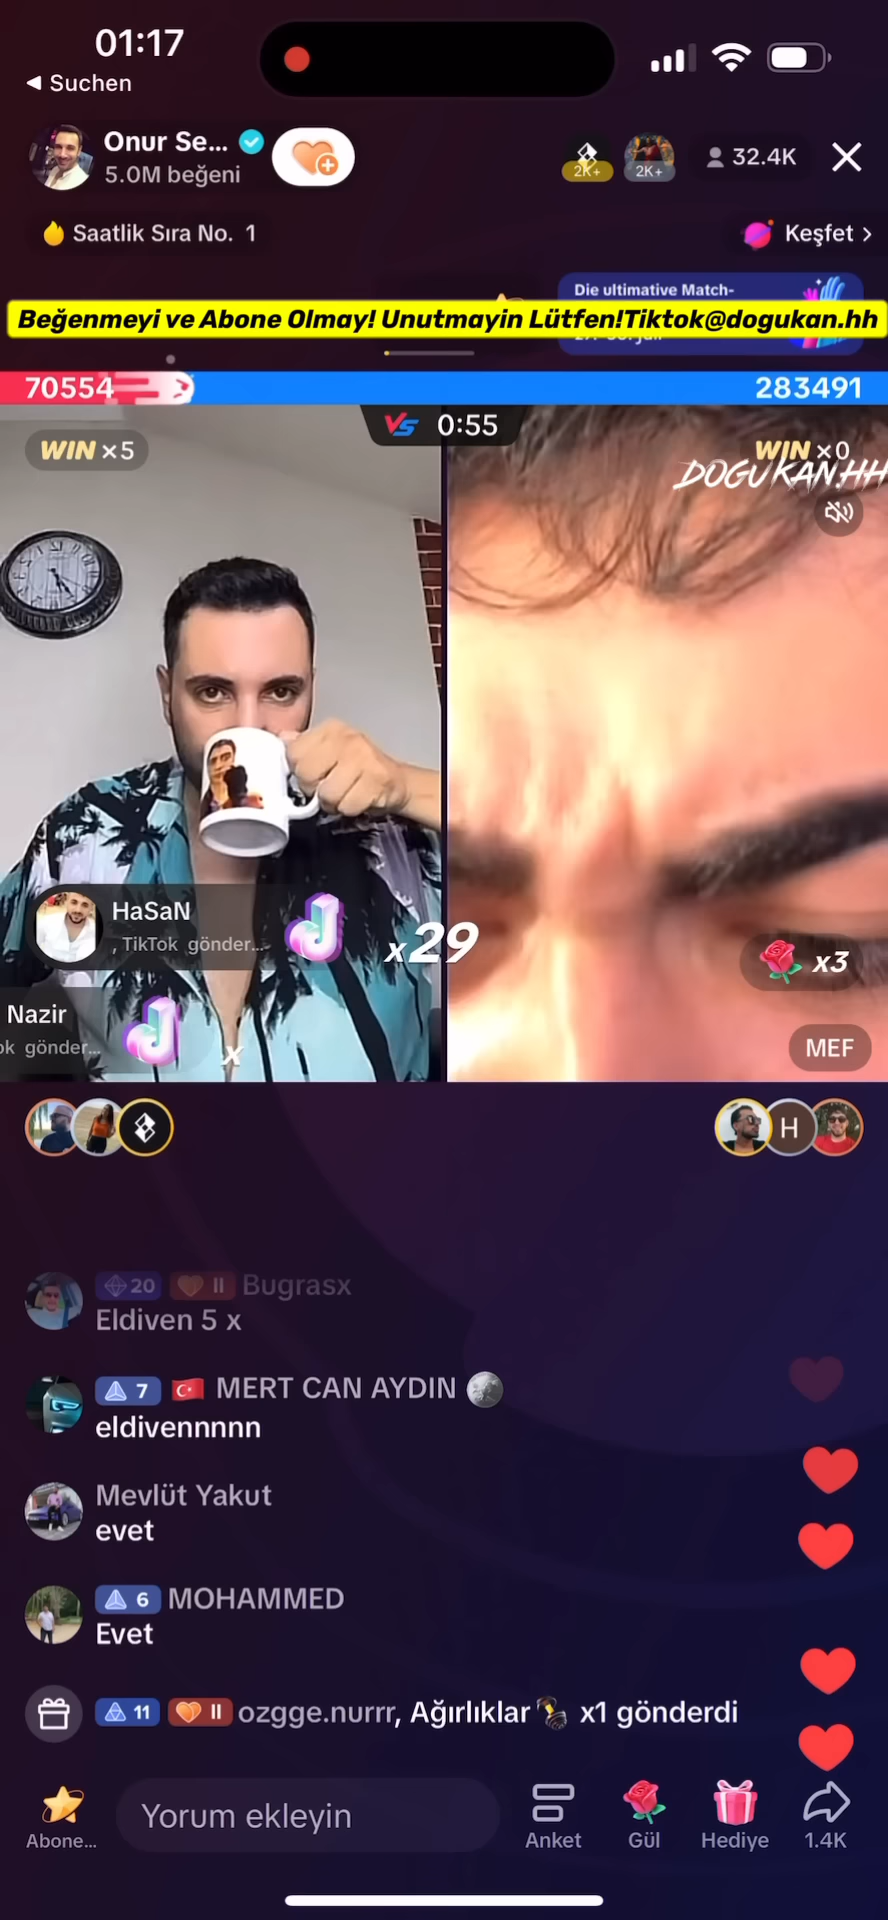 01:17
◀ Suchen
Onur Se...
5.0M beğeni
2K+
2K+
32.4K
Saatlik Sıra No. 1
Keşfet >
Die ultimative Match-
Beğenmeyi ve Abone Olmay! Unutmayin Lütfen!Tiktok@dogukan.hh
70554
283491
VS 0:55
WIN x5
WIN x0
DOGUKAN.HH
HaSaN
, TikTok gönder...
x29
x3
Nazir
ok gönder...
x
MEF
H
20 II Bugrasx
Eldiven 5 x
7 MERT CAN AYDIN
eldivennnnn
Mevlüt Yakut
evet
6 MOHAMMED
Evet
11 II ozgge.nurrr, Ağırlıklar x1 gönderdi
Abone...
Yorum ekleyin
Anket
Gül
Hediye
1.4K